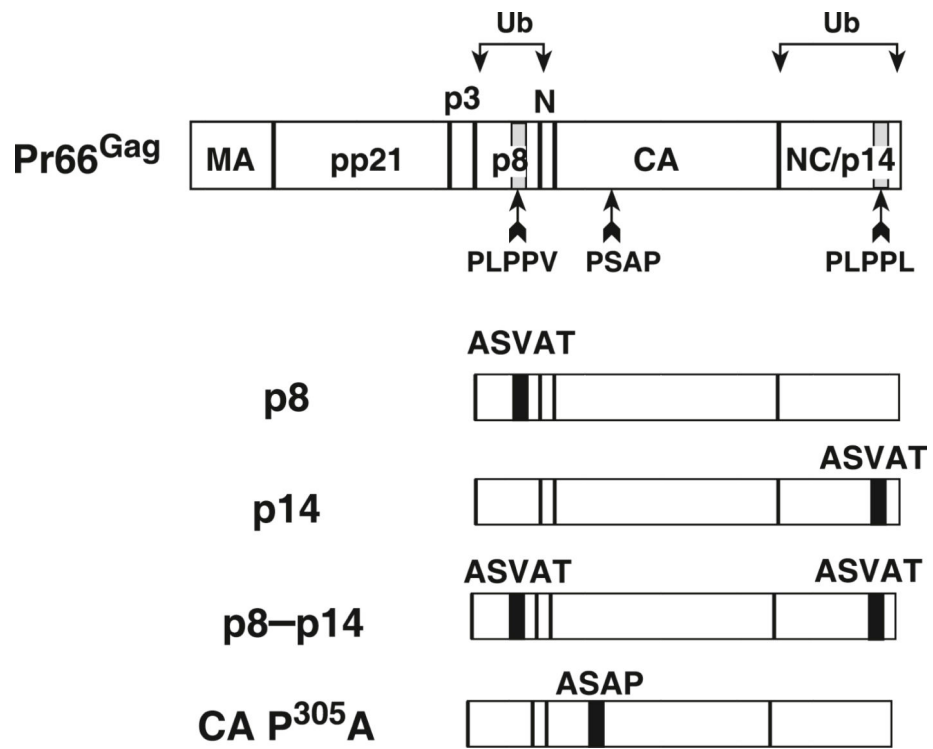 Ub Ub
p3 N
Pr66Gag MA pp21 p8 CA NC/p14
PLPPV PSAP PLPPL
ASVAT
p8
ASVAT
p14
ASVAT ASVAT
p8–p14
ASAP
CA P305A